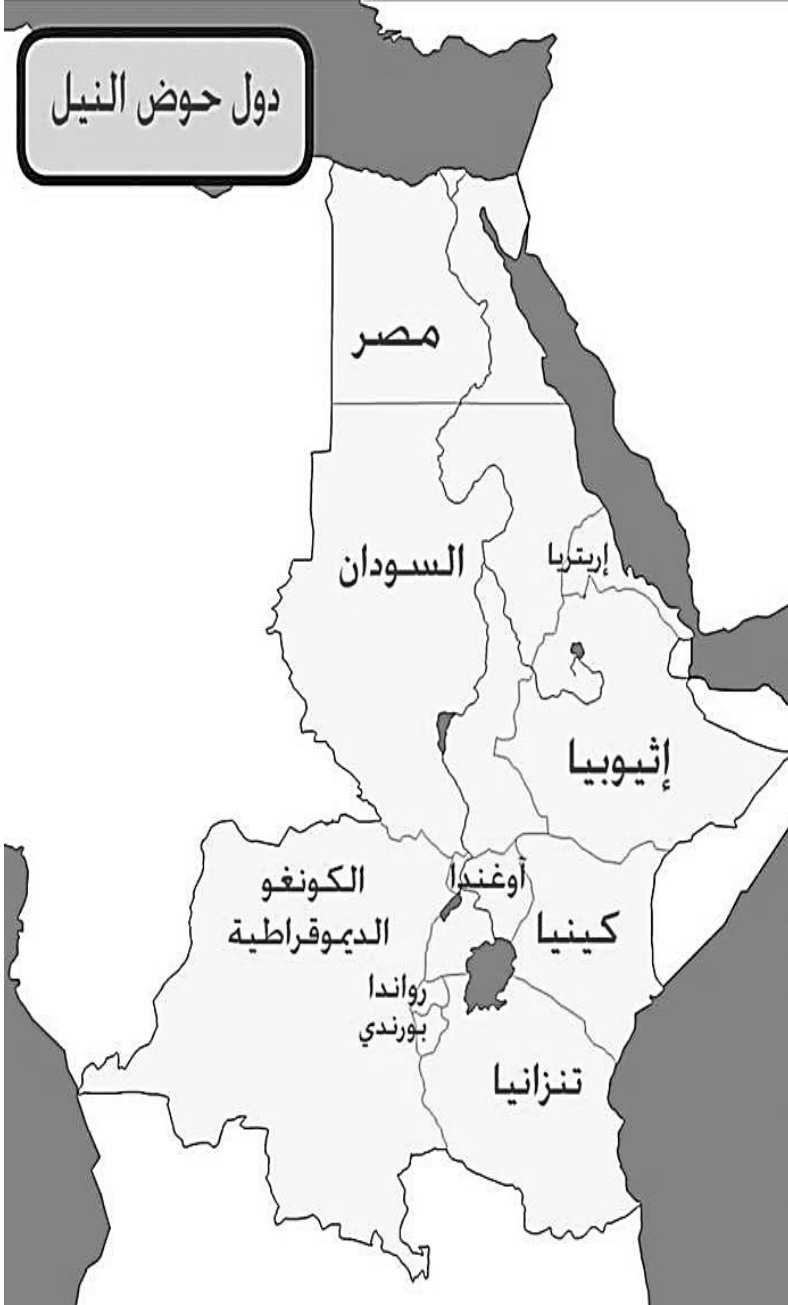 دول حوض النيل
مصر
السودان
إريتريا
إثيوبيا
أوغندا
الكونغو
الديموقراطية
كينيا
رواندا
بورندي
تنزانيا